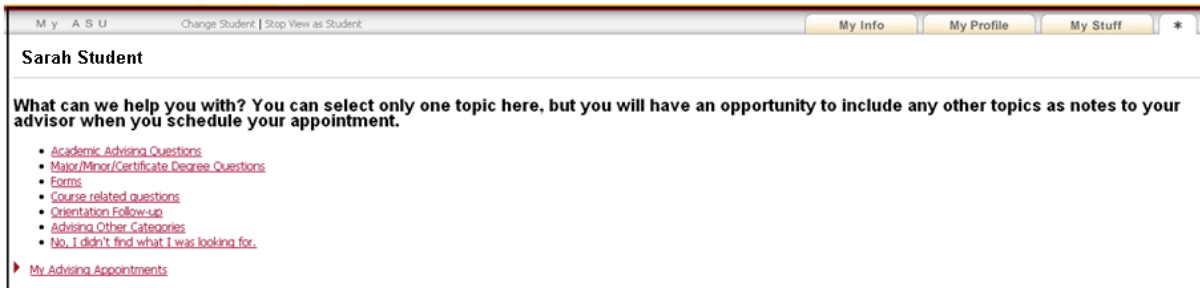 My ASU Change Student | Stop View as Student My Info My Profile My Stuff *
Sarah Student
What can we help you with? You can select only one topic here, but you will have an opportunity to include any other topics as notes to your
advisor when you schedule your appointment.
• Academic Advising Questions
• Major/Minor/Certificate Degree Questions
• Forms
• Course related questions
• Orientation Follow-up
• Advising Other Categories
• No, I didn't find what I was looking for.
My Advising Appointments